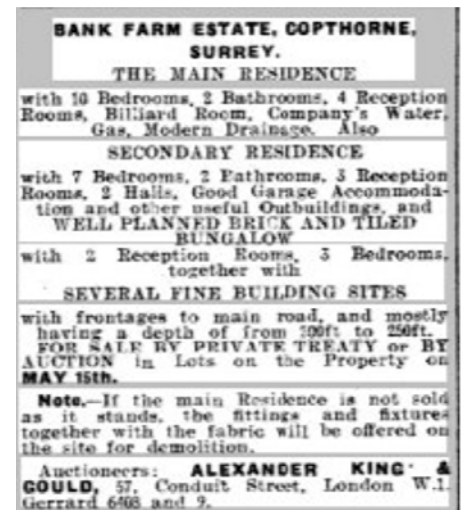 BANK FARM ESTATE, COPTHORNE,
SURREY.
THE MAIN RESIDENCE
with 10 Bedrooms, 2 Bathrooms, 4 Reception
Rooms, Billiard Room, Company's Water,
Gas, Modern Drainage. Also
SECONDARY RESIDENCE
with 7 Bedrooms, 2 Bathrooms, 3 Reception
Rooms, 2 Halls, Good Garage Accommoda-
tion and other useful Outbuildings, and
WELL PLANNED BRICK AND TILED
BUNGALOW
with 2 Reception Rooms, 3 Bedrooms,
together with
SEVERAL FINE BUILDING SITES
with frontages to main road, and mostly
having a depth of from to 250ft.
FOR SALE BY PRIVATE TREATY or BY
AUCTION in Lots on the Property on
MAY 15th.
Note.—If the main Residence is not sold
as it stands, the fittings and fixtures
together with the fabric will be offered on
the site for demolition.
Auctioneers: ALEXANDER KING &
GOULD, 57, Conduit Street, London W.1.
Gerrard 6408 and 9.